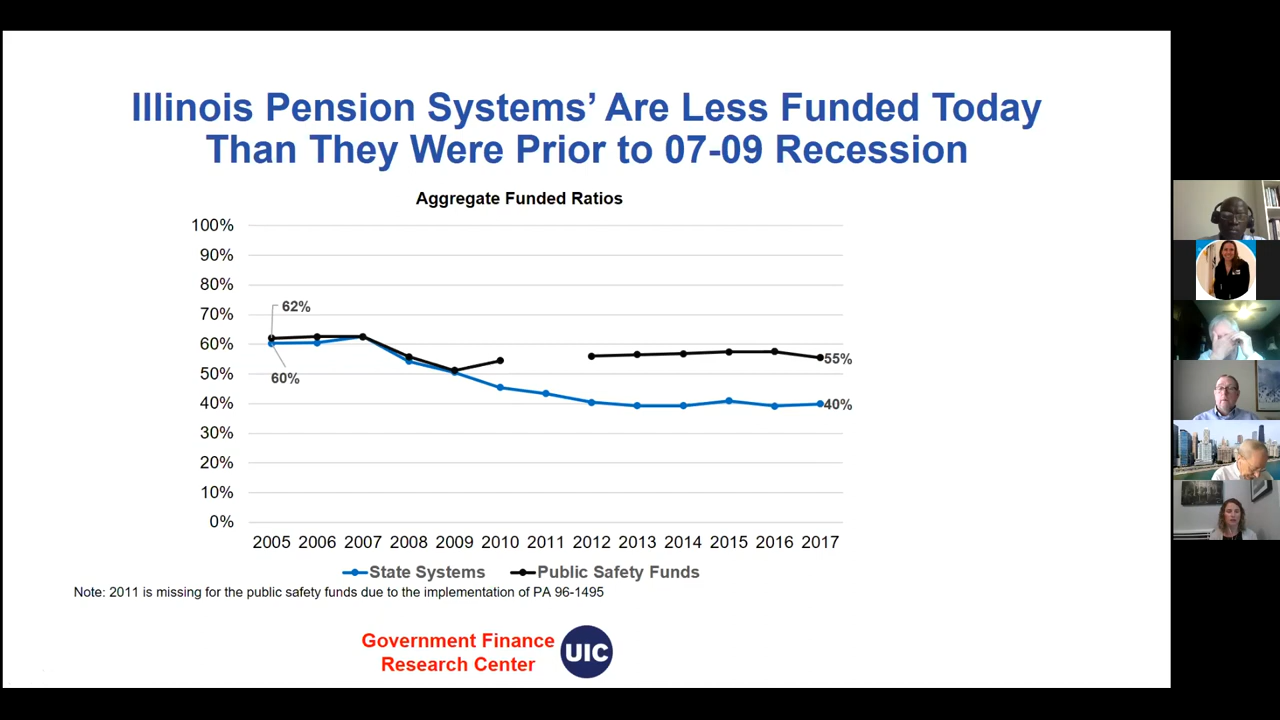 Illinois Pension Systems’ Are Less Funded Today
Than They Were Prior to 07-09 Recession
Aggregate Funded Ratios
100%
90%
80%
70%
60%
50%
40%
30%
20%
10%
0%
62%
60%
55%
40%
2005 2006 2007 2008 2009 2010 2011 2012 2013 2014 2015 2016 2017
State Systems Public Safety Funds
Note: 2011 is missing for the public safety funds due to the implementation of PA 96-1495
Government Finance
Research Center
UIC